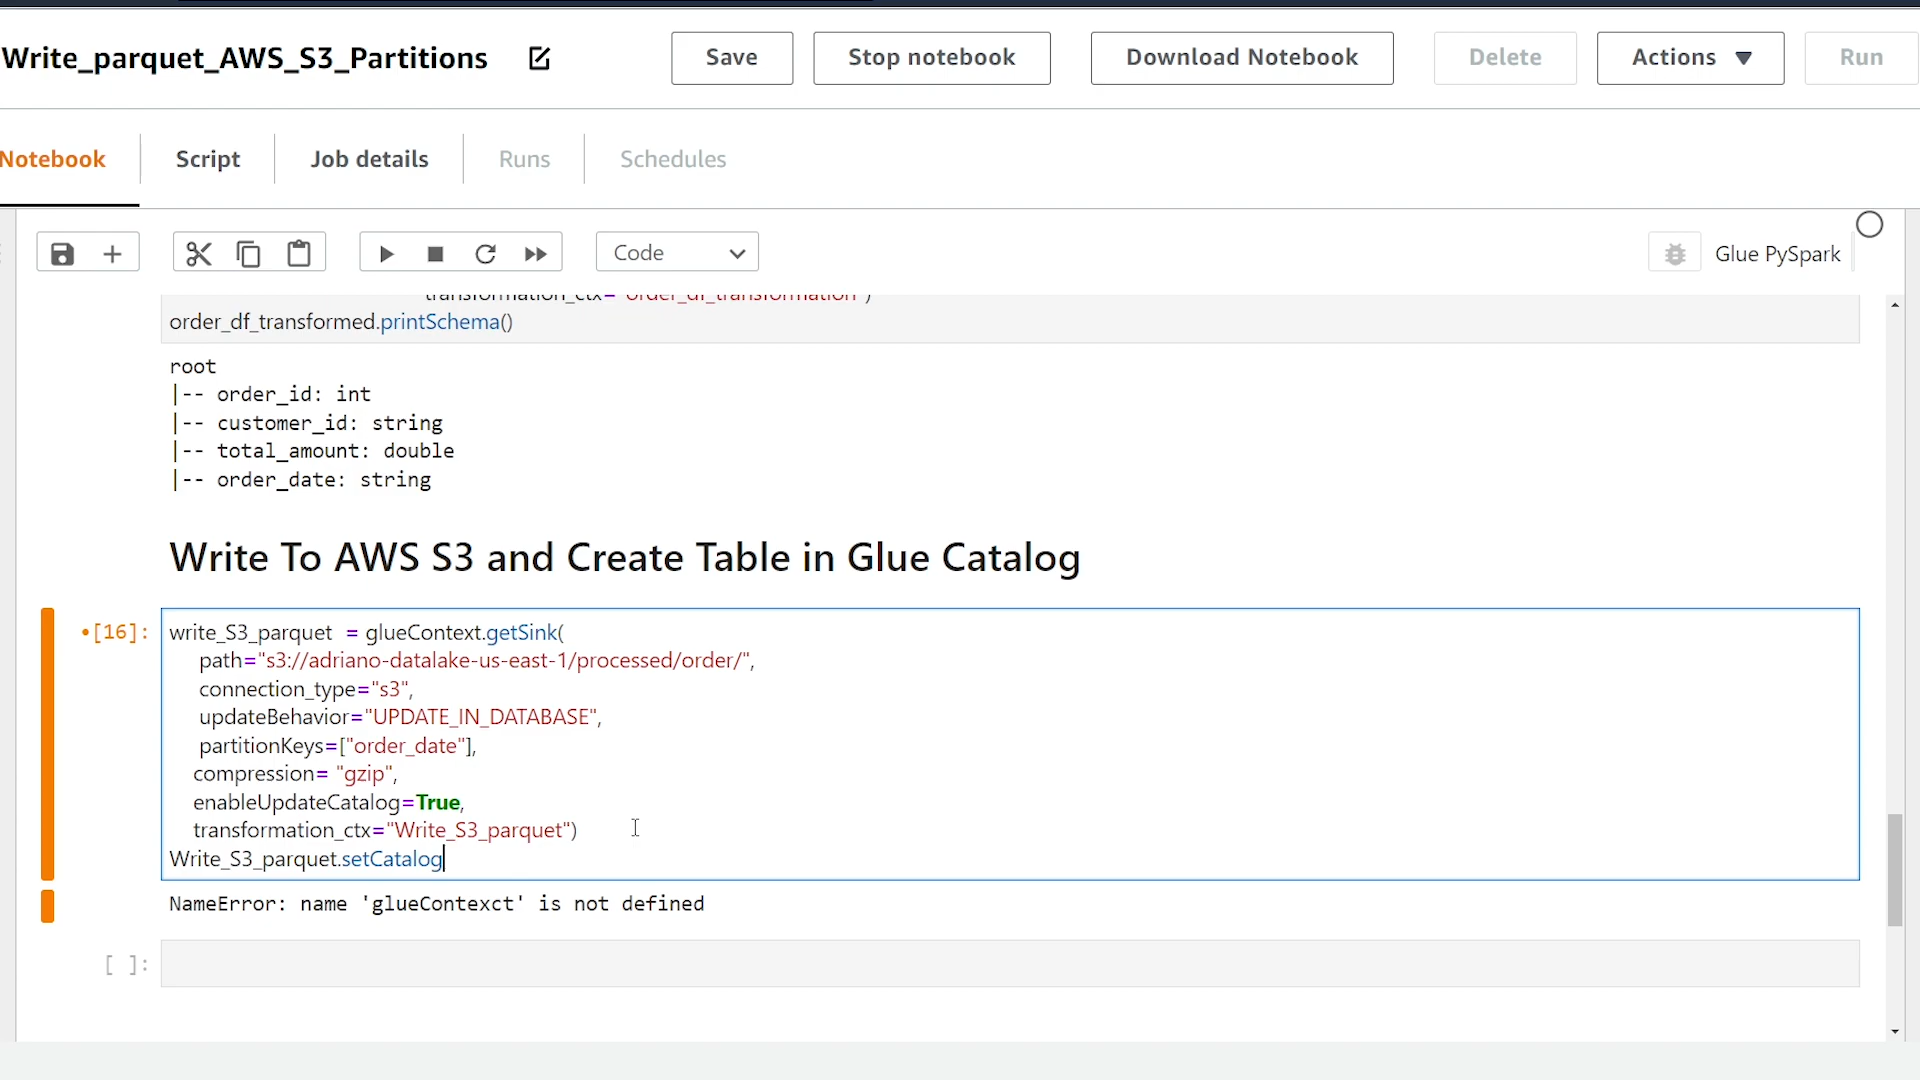 Write_parquet_AWS_S3_Partitions
Save
Stop notebook
Download Notebook
Delete
Actions
Run
Notebook
Script
Job details
Runs
Schedules
Code
Glue PySpark
transformation_ctx="order_df_transformation")
order_df_transformed.printSchema()
root
|-- order_id: int
|-- customer_id: string
|-- total_amount: double
|-- order_date: string
Write To AWS S3 and Create Table in Glue Catalog
•[16]:
write_S3_parquet = glueContext.getSink(
path="s3://adriano-datalake-us-east-1/processed/order/",
connection_type="s3",
updateBehavior="UPDATE_IN_DATABASE",
partitionKeys=["order_date"],
compression= "gzip",
enableUpdateCatalog=True,
transformation_ctx="Write_S3_parquet")
Write_S3_parquet.setCatalog
NameError: name 'glueContexct' is not defined
[ ]: